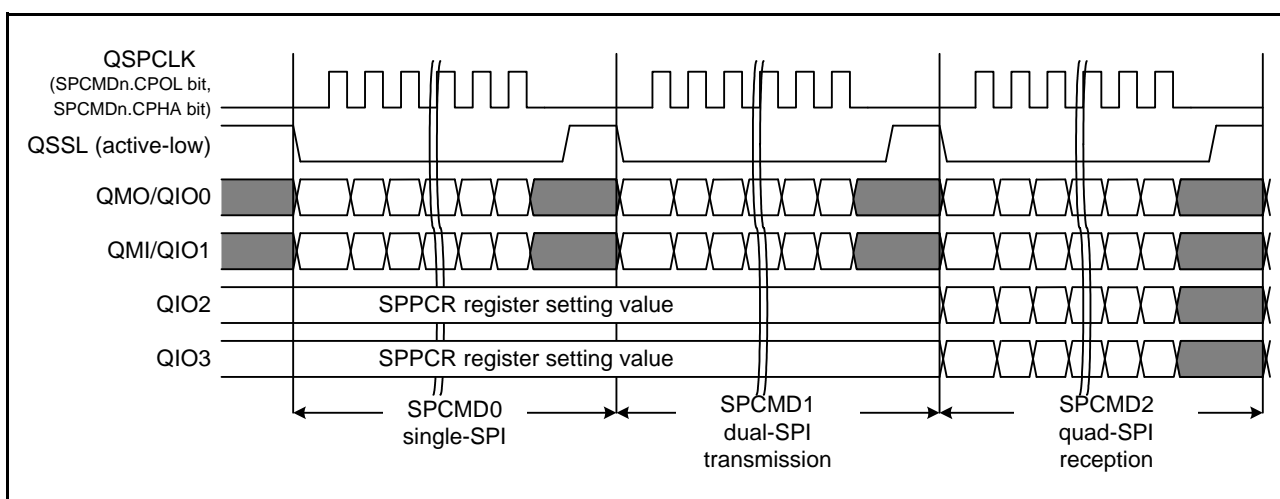 QSPCLK
(SPCMDn.CPOL bit,
SPCMDn.CPHA bit)
QSSL (active-low)
QMO/QIO0
QMI/QIO1
QIO2
SPPCR register setting value
QIO3
SPPCR register setting value
SPCMD0
single-SPI
SPCMD1
dual-SPI
transmission
SPCMD2
quad-SPI
reception